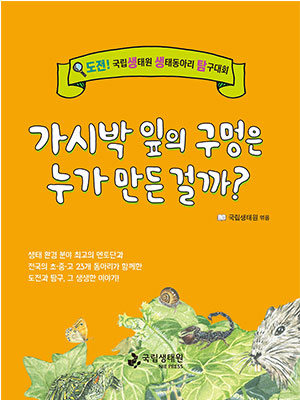 도전! 국립생태원 생태동아리 탐구대회
가시박 잎의 구멍은
누가 만든 걸까?
국립생태원 엮음
생태 환경 분야 최고의 멘토단과
전국의 초·중·고 23개 동아리가 함께한
도전과 탐구, 그 생생한 이야기!
국립생태원
NIE PRESS